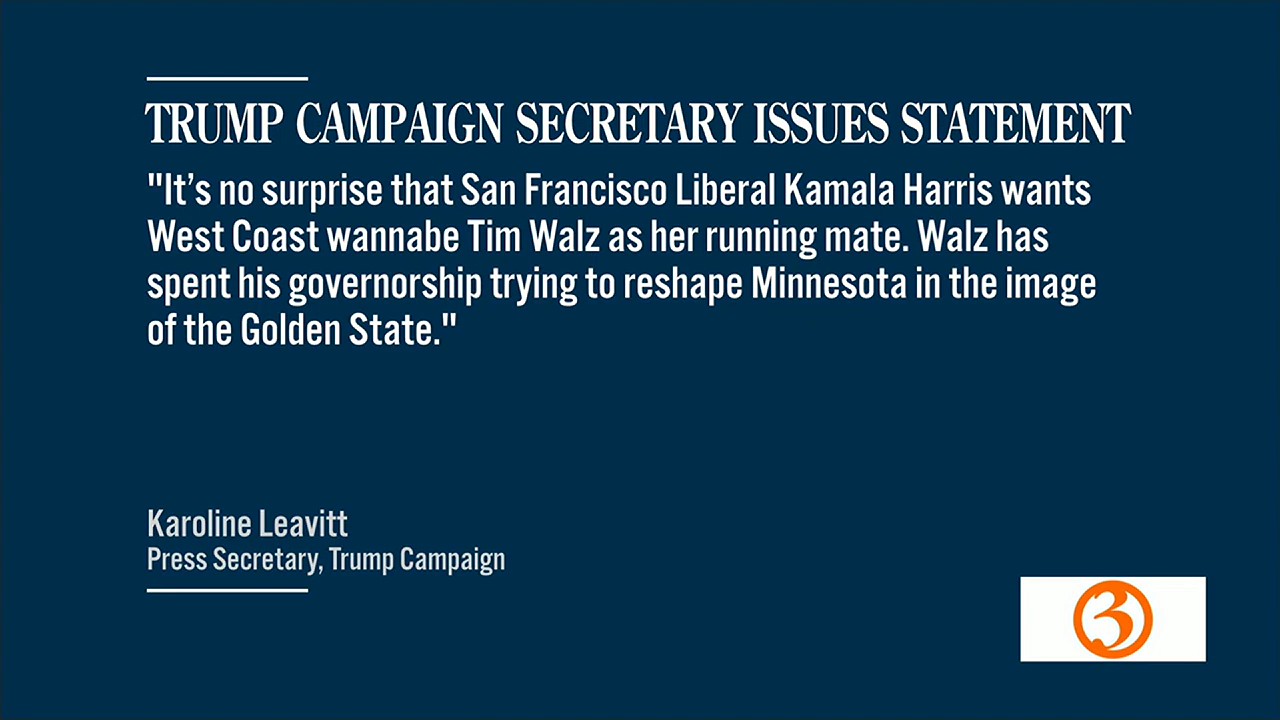 TRUMP CAMPAIGN SECRETARY ISSUES STATEMENT
"It’s no surprise that San Francisco Liberal Kamala Harris wants
West Coast wannabe Tim Walz as her running mate. Walz has
spent his governorship trying to reshape Minnesota in the image
of the Golden State."
Karoline Leavitt
Press Secretary, Trump Campaign
3